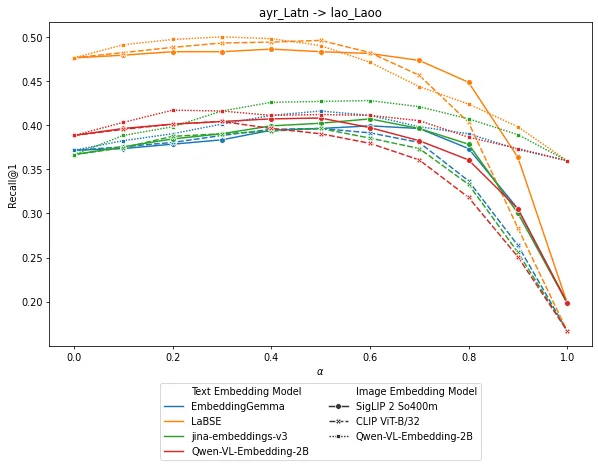 ayr_Latn -> lao_Laoo
Recall@1
0.50
0.45
0.40
0.35
0.30
0.25
0.20
0.0
0.2
0.4
0.6
0.8
1.0
α
Text Embedding Model
EmbeddingGemma
LaBSE
jina-embeddings-v3
Qwen-VL-Embedding-2B
Image Embedding Model
SigLIP 2 So400m
CLIP ViT-B/32
Qwen-VL-Embedding-2B